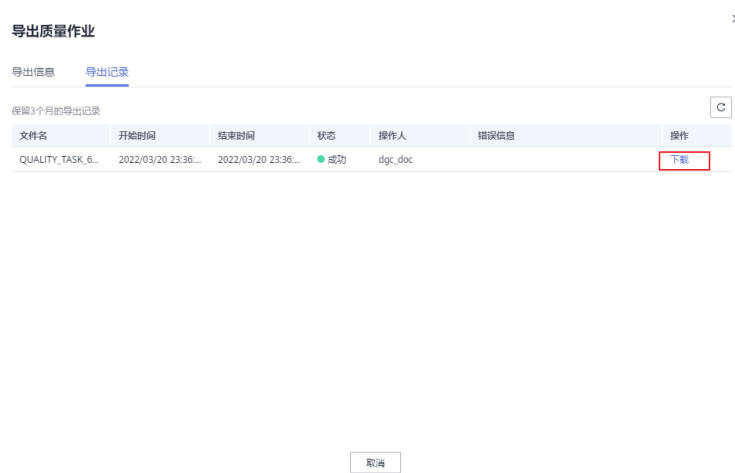 导出质量作业
导出信息 导出记录
保留3个月的导出记录
文件名 开始时间 结束时间 状态 操作人 错误信息 操作
QUALITY_TASK_6... 2022/03/20 23:36:... 2022/03/20 23:36:... 成功 dgc_doc 下载
取消